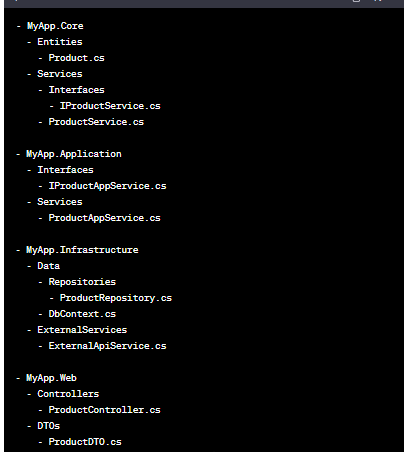 - MyApp.Core
- Entities
- Product.cs
- Services
- Interfaces
- IProductService.cs
- ProductService.cs
- MyApp.Application
- Interfaces
- IProductAppService.cs
- Services
- ProductAppService.cs
- MyApp.Infrastructure
- Data
- Repositories
- ProductRepository.cs
- DbContext.cs
- ExternalServices
- ExternalApiService.cs
- MyApp.Web
- Controllers
- ProductController.cs
- DTOs
- ProductDTO.cs